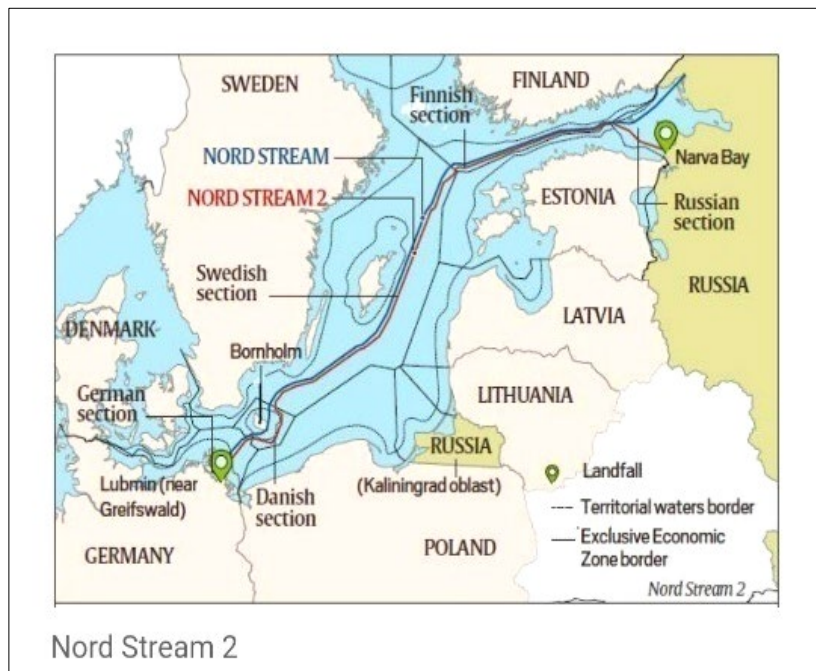 SWEDEN
FINLAND
Finnish
section
NORD STREAM
Narva Bay
NORD STREAM 2
ESTONIA
Russian
section
Swedish
section
RUSSIA
LATVIA
DENMARK
Bornholm
German
section
LITHUANIA
RUSSIA
Landfall
Lubmin (near
Greifswald)
Danish
section
(Kaliningrad oblast)
Territorial waters border
Exclusive Economic
Zone border
GERMANY
POLAND
Nord Stream 2
Nord Stream 2